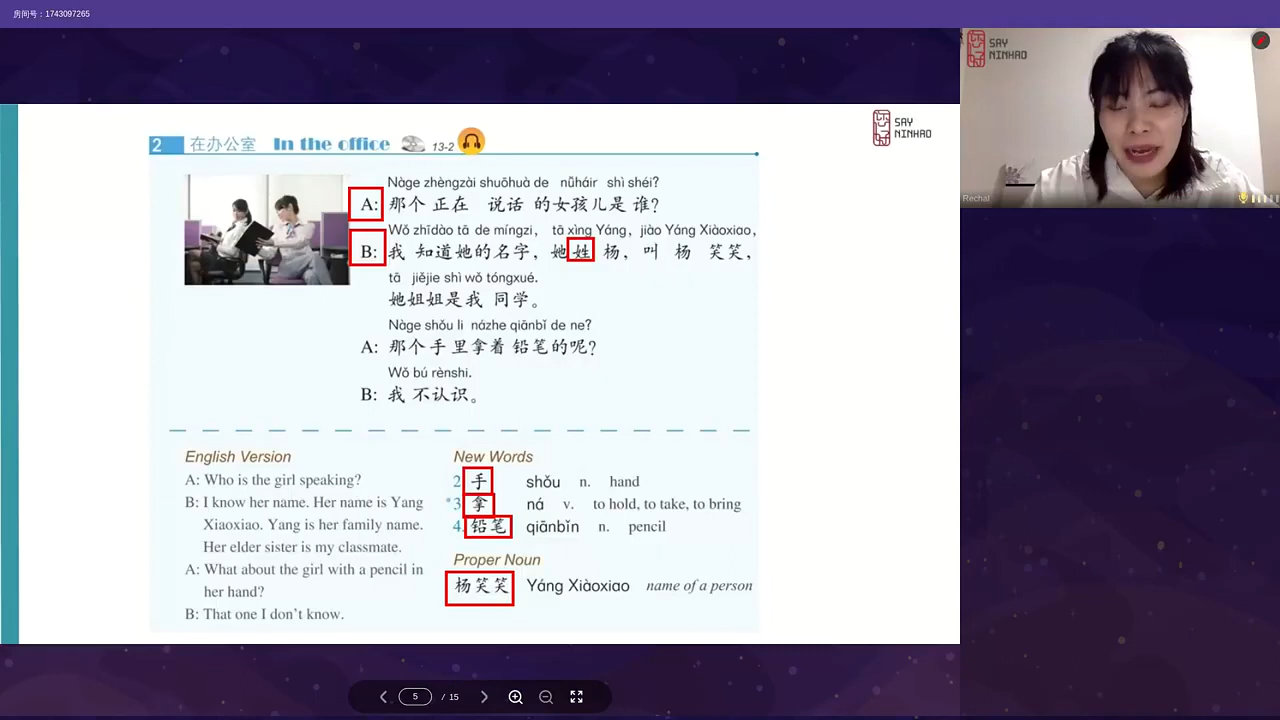 房间号：1743097265
SAY
NINHAO
SAY
NINHAO
Rechal
2 在办公室 In the office 13-2
Nàge zhèngzài shuōhuà de nǚháir shì shéi?
A: 那个 正在 说话 的女孩儿是 谁?
Wǒ zhīdào tā de míngzi, tā xìng Yáng, jiào Yáng Xiàoxiao,
B: 我 知道她的名字, 她姓 杨, 叫 杨 笑笑,
tā jiějie shì wǒ tóngxué.
她姐姐是我 同学。
Nàge shǒu li názhe qiānbǐ de ne?
A: 那个手里拿着铅笔的呢?
Wǒ bú rènshi.
B: 我 不认识。
English Version
A: Who is the girl speaking?
B: I know her name. Her name is Yang
Xiaoxiao. Yang is her family name.
Her elder sister is my classmate.
A: What about the girl with a pencil in
her hand?
B: That one I don't know.
New Words
2 手 shǒu n. hand
*3 拿 ná v. to hold, to take, to bring
4. 铅笔 qiānbǐn n. pencil
Proper Noun
杨笑笑 Yáng Xiàoxiao name of a person
5 / 15